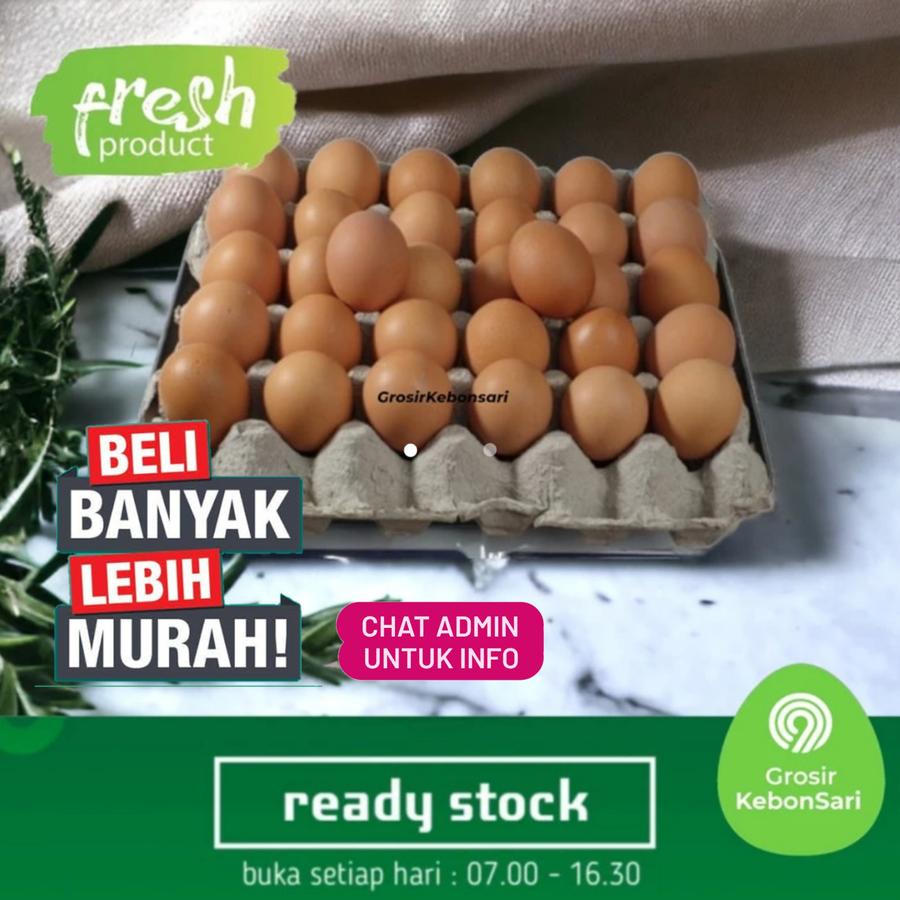 fresh
product
GrosirKebonsari
BELI
BANYAK
LEBIH
MURAH!
CHAT ADMIN
UNTUK INFO
Grosir
KebonSari
ready stock
buka setiap hari : 07.00 - 16.30